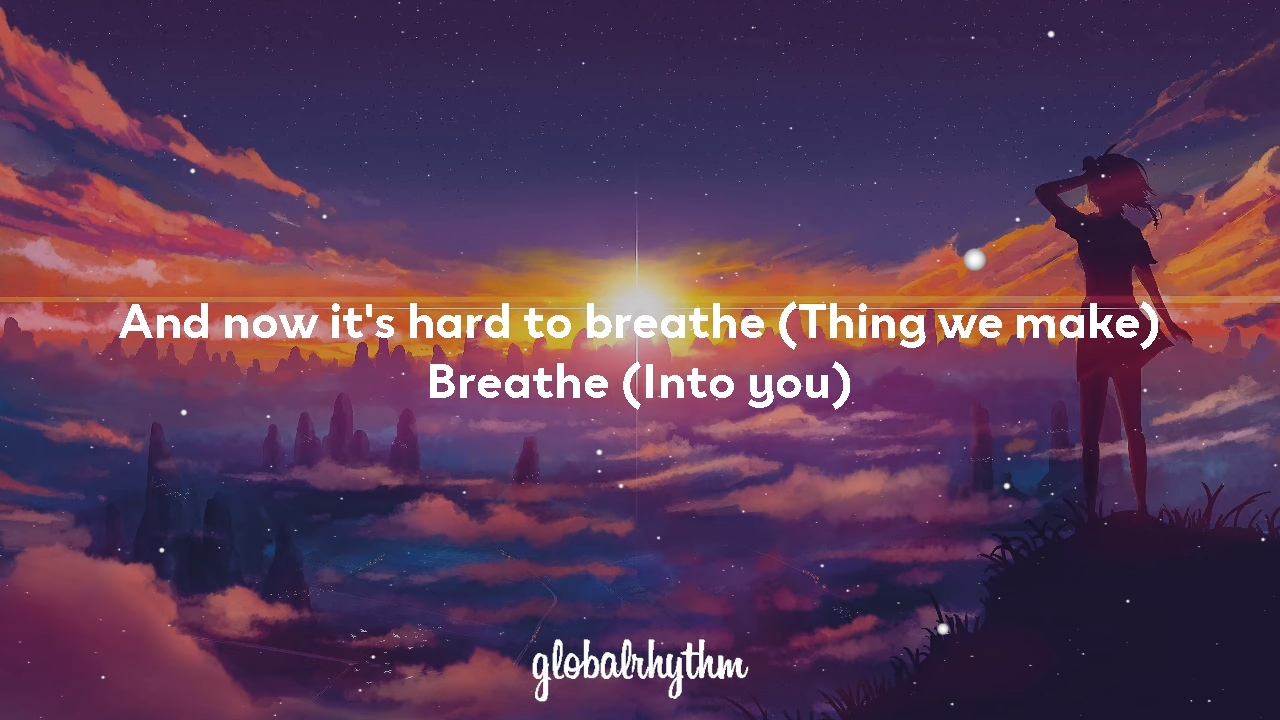 And now it's hard to breathe (Thing we make)
Breathe (Into you)
globalrhythm